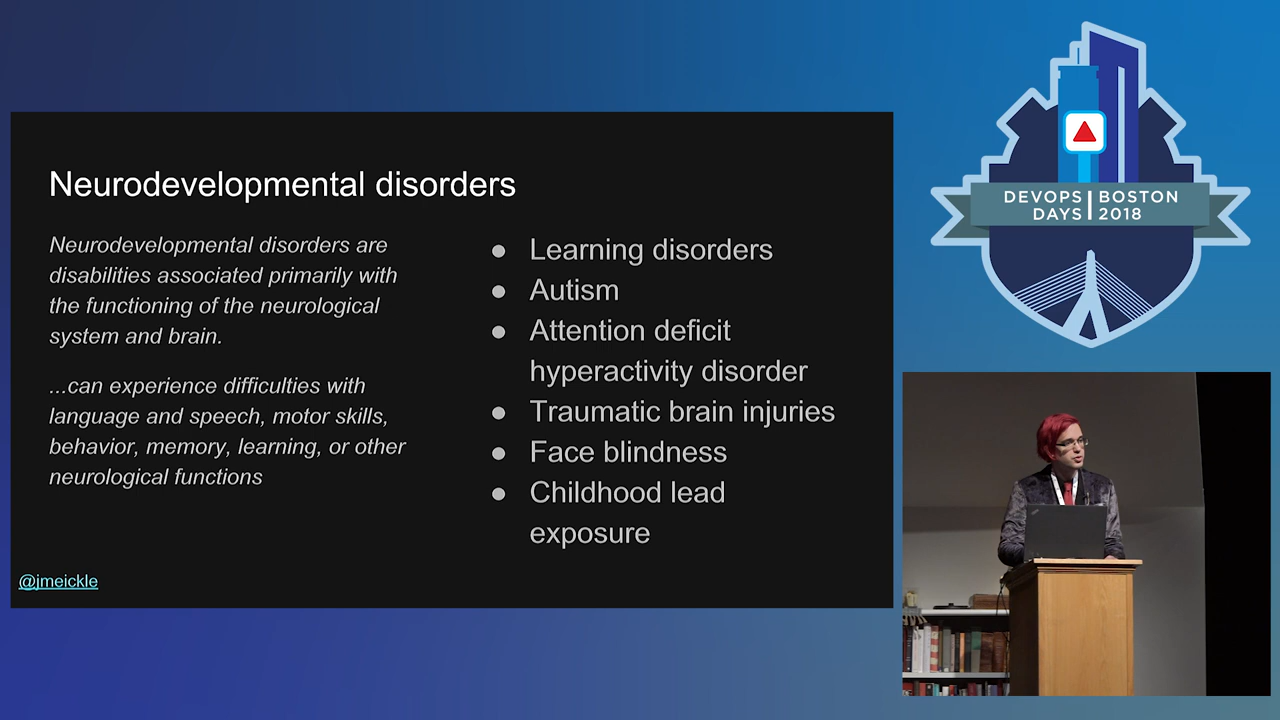 Neurodevelopmental disorders
Neurodevelopmental disorders are
disabilities associated primarily with
the functioning of the neurological
system and brain.
...can experience difficulties with
language and speech, motor skills,
behavior, memory, learning, or other
neurological functions
● Learning disorders
● Autism
● Attention deficit
hyperactivity disorder
● Traumatic brain injuries
● Face blindness
● Childhood lead
exposure
@jmeickle
DEVOPS DAYS
BOSTON 2018